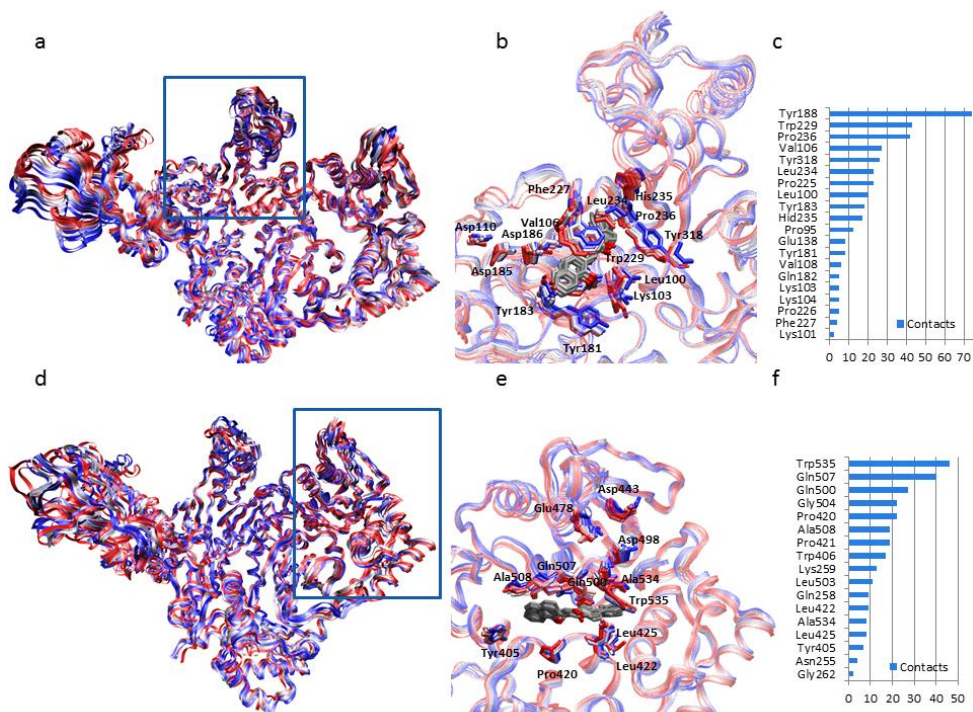 a
b
c
Phe227
Leu234
His235
Asp110
Val106
Asp186
Pro236
Tyr318
Asp185
Trp229
Leu100
Lys103
Tyr183
Tyr181
Tyr188
Trp229
Pro236
Val106
Tyr318
Leu234
Pro225
Leu100
Tyr183
Hid235
Pro95
Glu138
Tyr181
Val108
Gln182
Lys103
Lys104
Pro226
Phe227
Lys101
Contacts
0 10 20 30 40 50 60 70
d
e
f
Asp443
Glu478
Asp498
Gln507
Ala508
Gln500
Ala534
Trp535
Tyr405
Leu425
Pro420
Leu422
Trp535
Gln507
Gln500
Gly504
Pro420
Ala508
Pro421
Trp406
Lys259
Leu503
Gln258
Leu422
Ala534
Leu425
Tyr405
Asn255
Gly262
Contacts
0 10 20 30 40 50